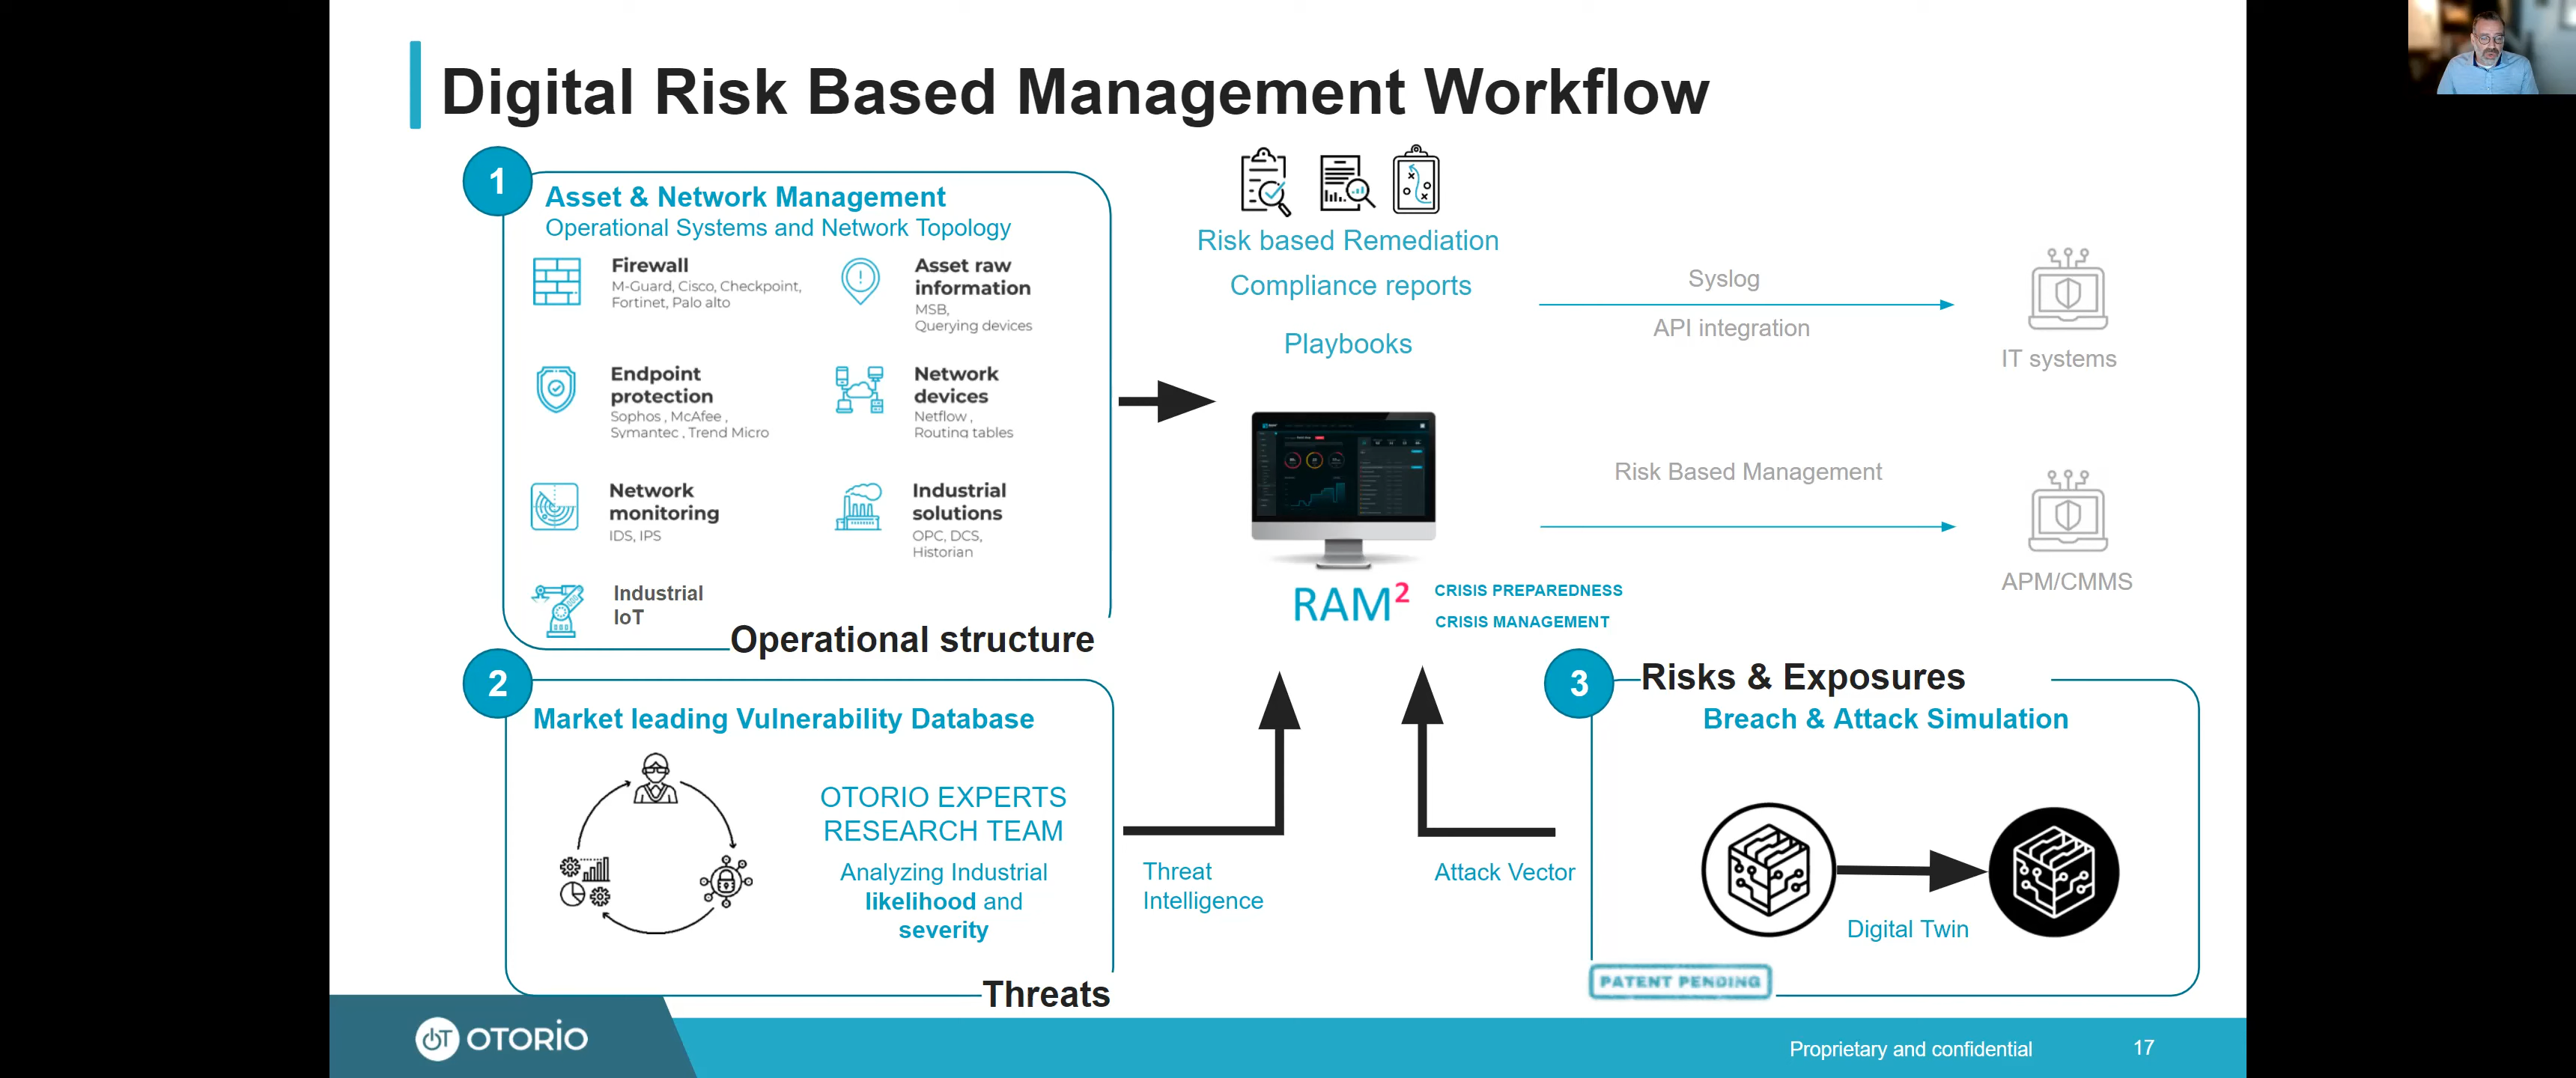 Digital Risk Based Management Workflow
1
Asset & Network Management
Operational Systems and Network Topology
Firewall
M-Guard, Cisco, Checkpoint,
Fortinet, Palo alto
Asset raw
information
MSB,
Querying devices
Endpoint
protection
Sophos , McAfee ,
Symantec , Trend Micro
Network
devices
Netflow ,
Routing tables
Network
monitoring
IDS, IPS
Industrial
solutions
OPC, DCS,
Historian
Industrial
IoT
Operational structure
Risk based Remediation
Compliance reports
Playbooks
RAM²
CRISIS PREPAREDNESS
CRISIS MANAGEMENT
Syslog
API integration
IT systems
Risk Based Management
APM/CMMS
2
Market leading Vulnerability Database
OTORIO EXPERTS
RESEARCH TEAM
Analyzing Industrial
likelihood and
severity
Threats
Threat
Intelligence
Attack Vector
3
Risks & Exposures
Breach & Attack Simulation
Digital Twin
PATENT PENDING
OT OTORIO
Proprietary and confidential
17